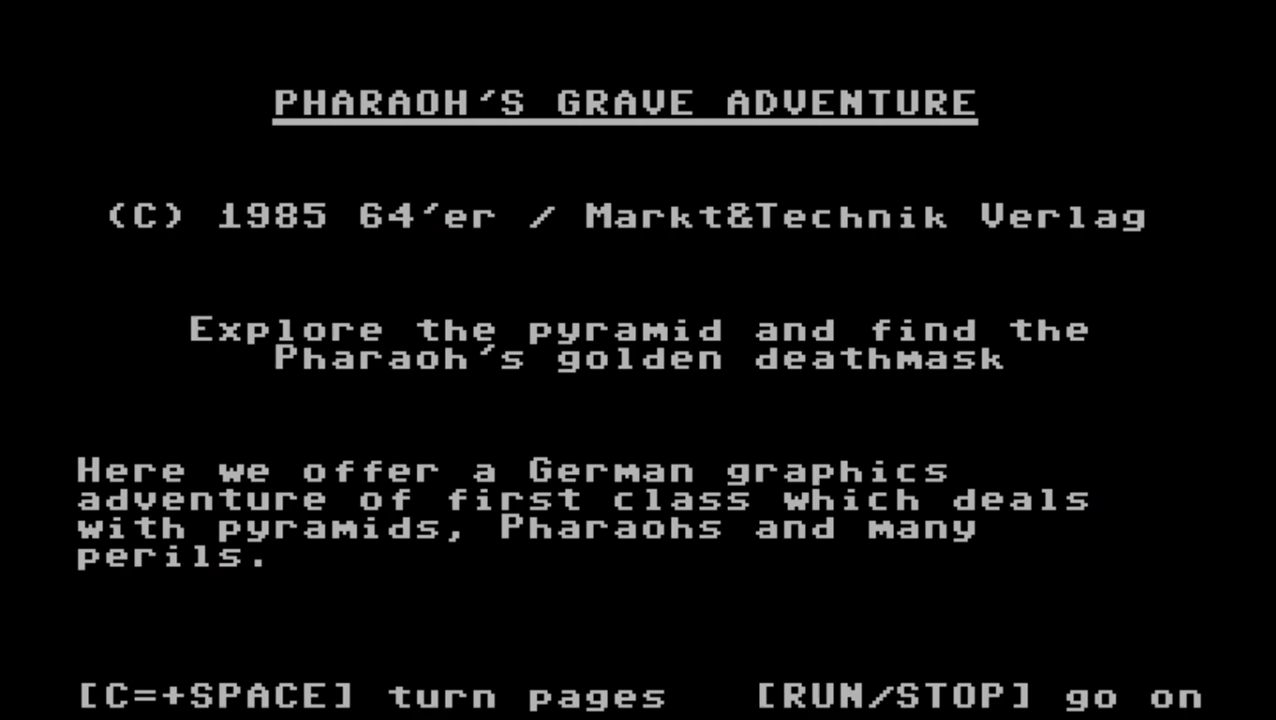 PHARAOH'S GRAVE ADVENTURE
(C) 1985 64'er / Markt&Technik Verlag
Explore the pyramid and find the
Pharaoh's golden deathmask
Here we offer a German graphics
adventure of first class which deals
with pyramids, Pharaohs and many
perils.
[C=+SPACE] turn pages [RUN/STOP] go on